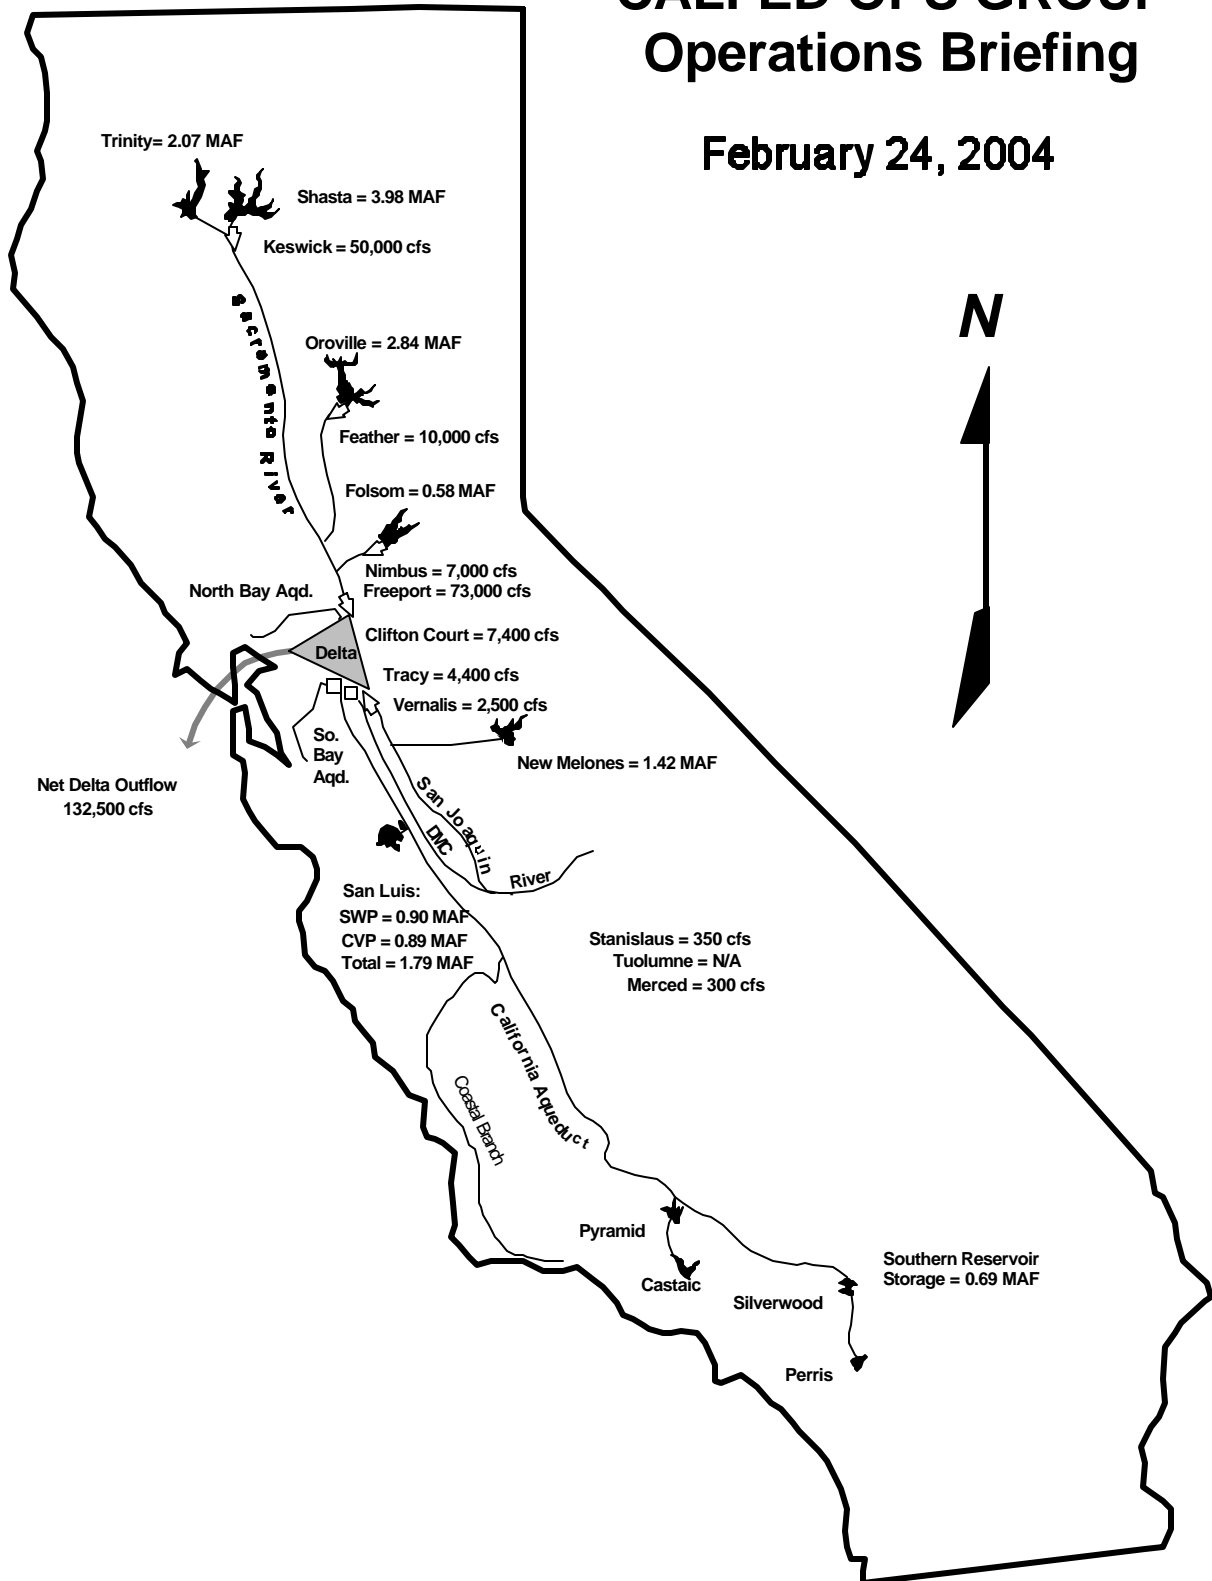 CALFED OPS GROUP
Operations Briefing
February 24, 2004
Trinity= 2.07 MAF
Shasta = 3.98 MAF
Keswick = 50,000 cfs
N
Sacramento River
Oroville = 2.84 MAF
Feather = 10,000 cfs
Folsom = 0.58 MAF
Nimbus = 7,000 cfs
North Bay Aqd.
Freeport = 73,000 cfs
Clifton Court = 7,400 cfs
Delta
Tracy = 4,400 cfs
Vernalis = 2,500 cfs
So.
Bay
Aqd.
New Melones = 1.42 MAF
Net Delta Outflow
132,500 cfs
San Joaquin
DMC
River
San Luis:
SWP = 0.90 MAF
CVP = 0.89 MAF
Total = 1.79 MAF
Stanislaus = 350 cfs
Tuolumne = N/A
Merced = 300 cfs
California Aqueduct
Coastal Branch
Pyramid
Castaic
Silverwood
Southern Reservoir
Storage = 0.69 MAF
Perris